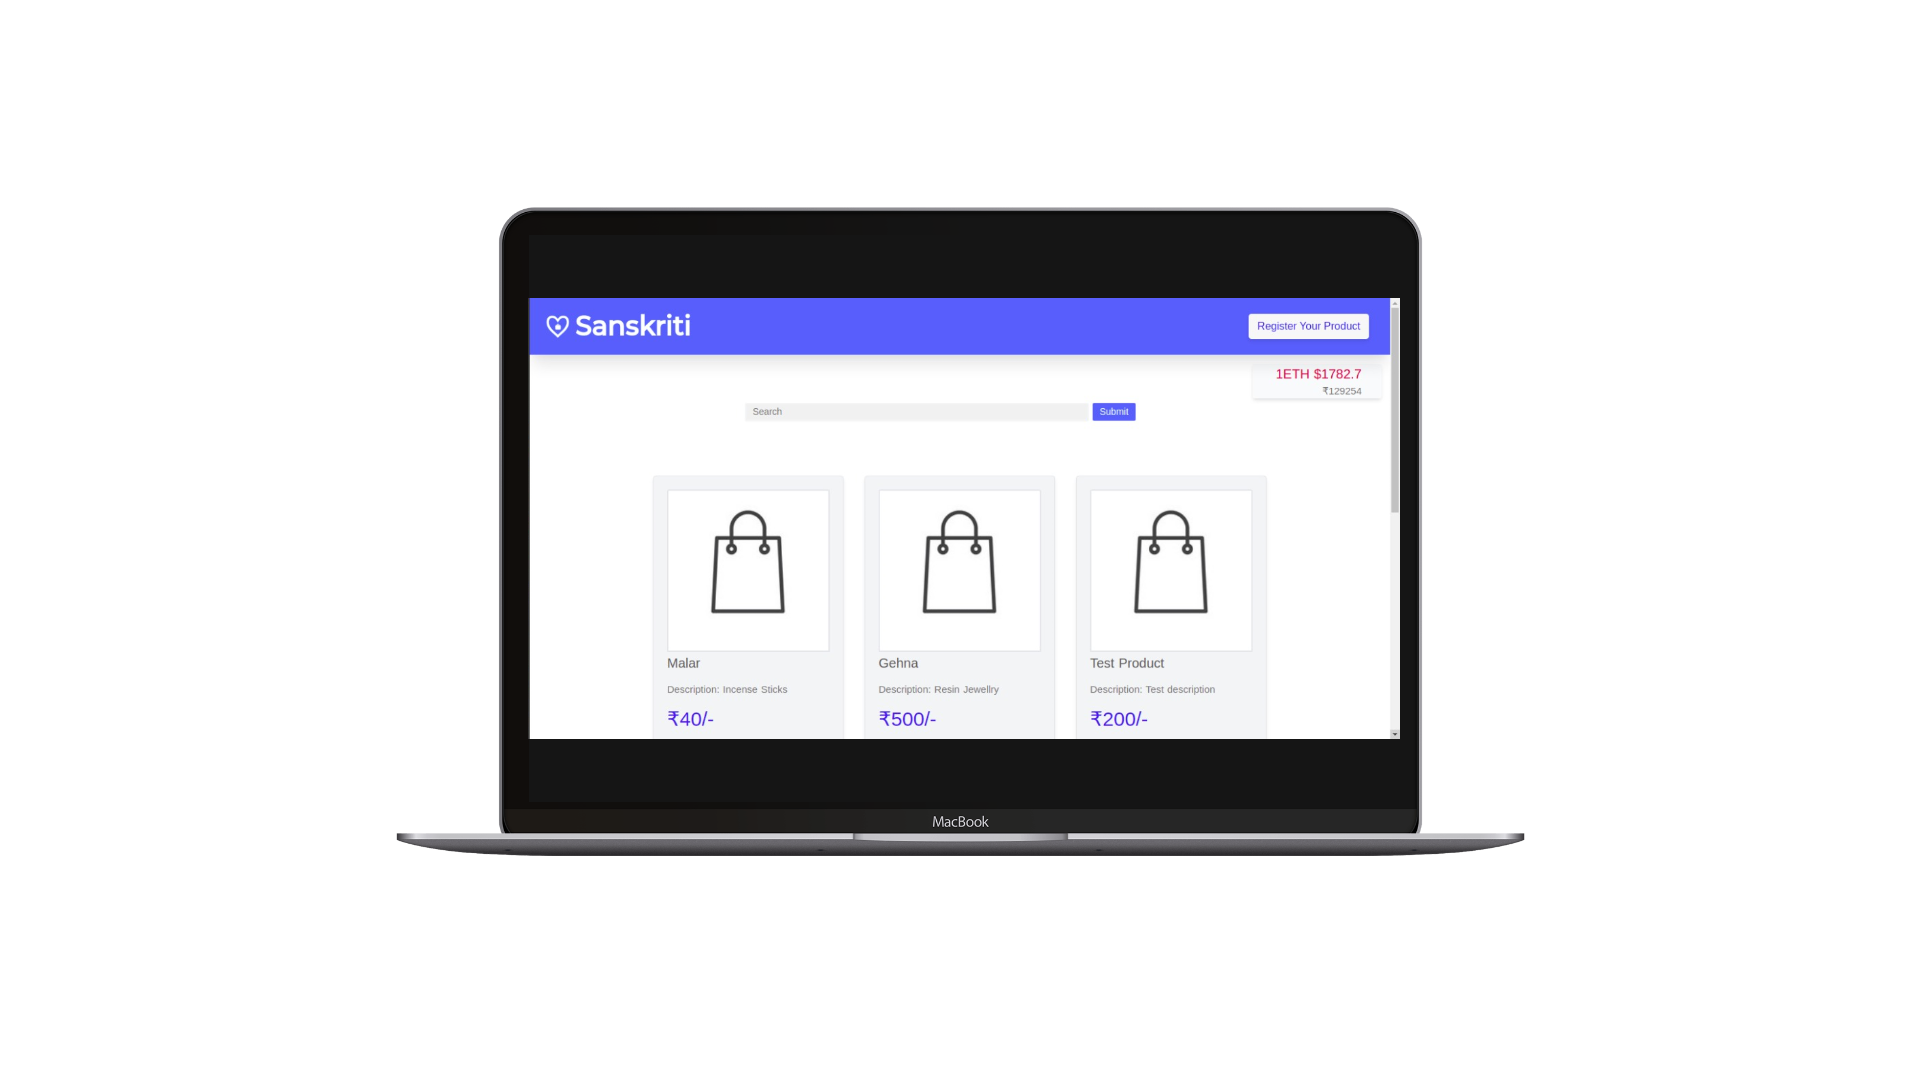 Sanskriti
Register Your Product
1ETH $1782.7
₹129254
Search
Submit
Malar
Description: Incense Sticks
₹40/-
Gehna
Description: Resin Jewellry
₹500/-
Test Product
Description: Test description
₹200/-
MacBook